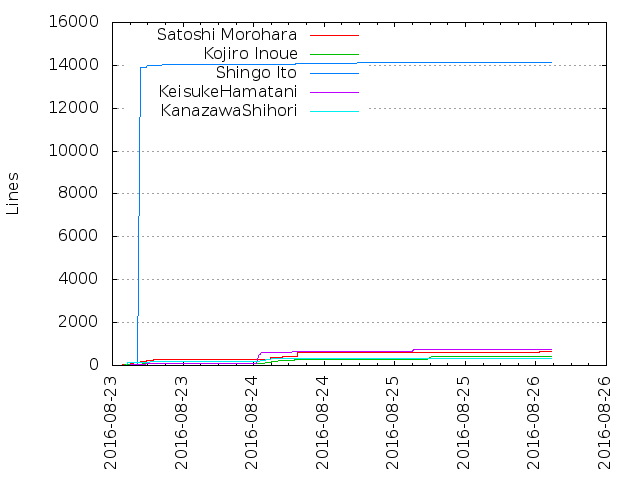 16000
14000
12000
10000
8000
6000
4000
2000
0
Lines
Satoshi Morohara
Kojiro Inoue
Shingo Ito
KeisukeHamatani
KanazawaShihori
2016-08-23
2016-08-23
2016-08-24
2016-08-24
2016-08-25
2016-08-25
2016-08-26
2016-08-26